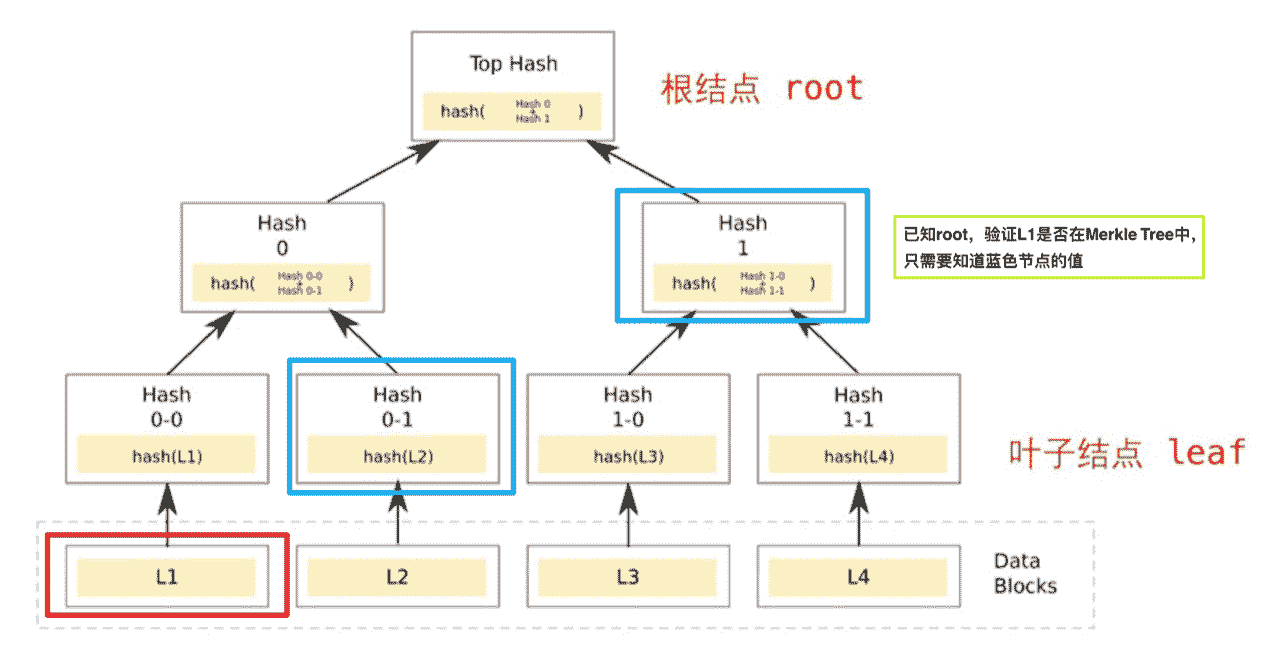 Top Hash
hash( Hash 0 + Hash 1 )
根结点 root
Hash
0
hash( Hash 0-0 + Hash 0-1 )
Hash
1
hash( Hash 1-0 + Hash 1-1 )
已知root，验证L1是否在Merkle Tree中，
只需要知道蓝色节点的值
Hash
0-0
hash(L1)
Hash
0-1
hash(L2)
Hash
1-0
hash(L3)
Hash
1-1
hash(L4)
叶子结点 leaf
L1
L2
L3
L4
Data
Blocks